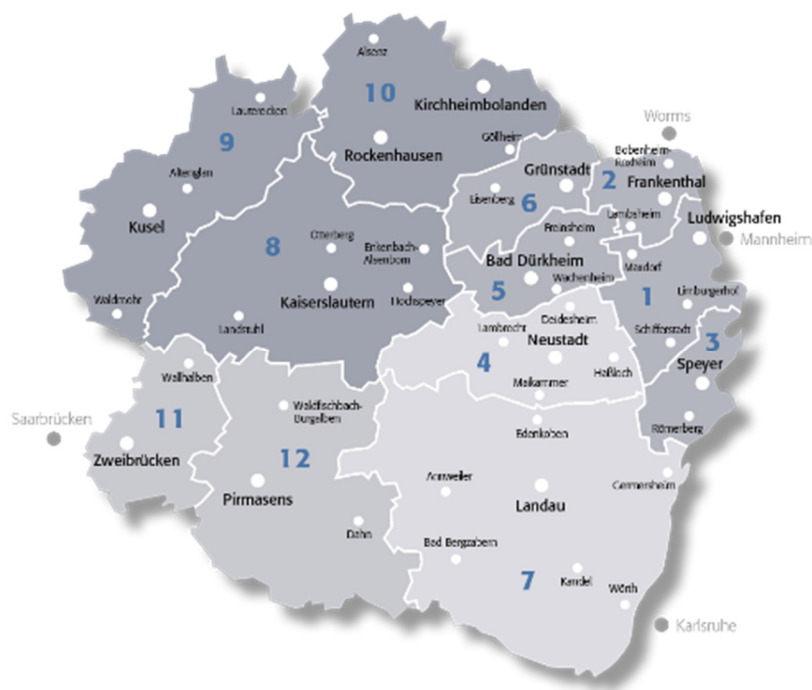 Alsenz
10
Kirchheimbolanden
Lauterecken
9
Göllheim
Rockenhausen
Worms
Bobenheim-
Roxheim
Altenglan
Grünstadt
2
Frankenthal
Eisenberg
6
Kusel
Lambsheim
Ludwigshafen
Freinsheim
Mannheim
8
Otterberg
Enkenbach-
Alsenborn
Maxdorf
Bad Dürkheim
Wachenheim
Kaiserslautern
Hochspeyer
5
1
Limburgerhof
Waldmohr
Landstuhl
Deidesheim
Lambrecht
Neustadt
Schifferstadt
3
4
Haßloch
Speyer
Wallhalben
Maikammer
Waldfischbach-
Burgalben
Saarbrücken
11
Römerberg
Edenkoben
Zweibrücken
12
Annweiler
Germersheim
Pirmasens
Landau
Dahn
Bad Bergzabern
7
Kandel
Wörth
Karlsruhe